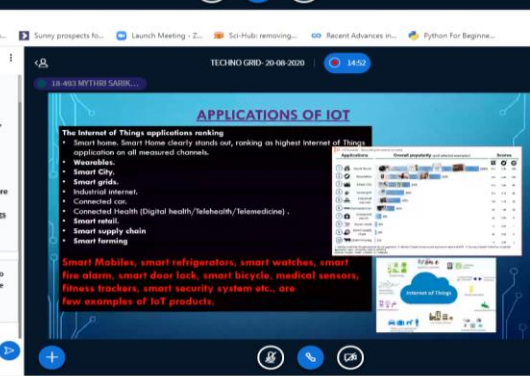 Sunny prospects fo...
Launch Meeting - Z...
Sci-Hub: removing...
Recent Advances in...
Python For Beginne...
TECHNO GRID- 20-08-2020
14:52
18-403 MYTHRI SARIK...
APPLICATIONS OF IOT
The Internet of Things applications ranking
• Smart home. Smart Home clearly stands out, ranking as highest Internet of Things
application on all measured channels.
• Wearables.
• Smart City.
• Smart grids.
• Industrial internet.
• Connected car.
• Connected Health (Digital health/Telehealth/Telemedicine) .
• Smart retail.
• Smart supply chain
• Smart farming
Smart Mobiles, smart refrigerators, smart watches, smart
fire alarm, smart door lock, smart bicycle, medical sensors,
fitness trackers, smart security system etc., are
few examples of IoT products.
Applications
Overall popularity
Scores
Internet of Things